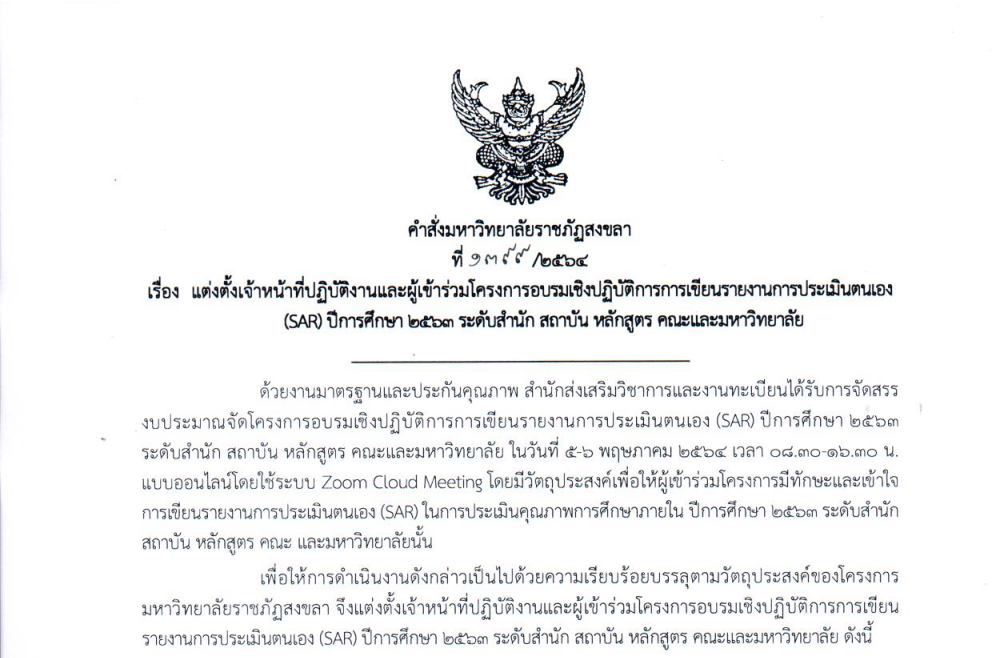 คำสั่งมหาวิทยาลัยราชภัฏสงขลา
ที่ ๑๓๙๙ /๒๕๖๔
เรื่อง แต่งตั้งเจ้าหน้าที่ปฏิบัติงานและผู้เข้าร่วมโครงการอบรมเชิงปฏิบัติการการเขียนรายงานการประเมินตนเอง
(SAR) ปีการศึกษา ๒๕๖๓ ระดับสำนัก สถาบัน หลักสูตร คณะและมหาวิทยาลัย
ด้วยงานมาตรฐานและประกันคุณภาพ สำนักส่งเสริมวิชาการและงานทะเบียนได้รับการจัดสรร
งบประมาณจัดโครงการอบรมเชิงปฏิบัติการการเขียนรายงานการประเมินตนเอง (SAR) ปีการศึกษา ๒๕๖๓
ระดับสำนัก สถาบัน หลักสูตร คณะและมหาวิทยาลัย ในวันที่ ๕-๖ พฤษภาคม ๒๕๖๔ เวลา ๐๘.๓๐-๑๖.๓๐ น.
แบบออนไลน์โดยใช้ระบบ Zoom Cloud Meeting โดยมีวัตถุประสงค์เพื่อให้ผู้เข้าร่วมโครงการมีทักษะและเข้าใจ
การเขียนรายงานการประเมินตนเอง (SAR) ในการประเมินคุณภาพการศึกษาภายใน ปีการศึกษา ๒๕๖๓ ระดับสำนัก
สถาบัน หลักสูตร คณะ และมหาวิทยาลัยนั้น
เพื่อให้การดำเนินงานดังกล่าวเป็นไปด้วยความเรียบร้อยบรรลุตามวัตถุประสงค์ของโครงการ
มหาวิทยาลัยราชภัฏสงขลา จึงแต่งตั้งเจ้าหน้าที่ปฏิบัติงานและผู้เข้าร่วมโครงการอบรมเชิงปฏิบัติการการเขียน
รายงานการประเมินตนเอง (SAR) ปีการศึกษา ๒๕๖๓ ระดับสำนัก สถาบัน หลักสูตร คณะและมหาวิทยาลัย ดังนี้